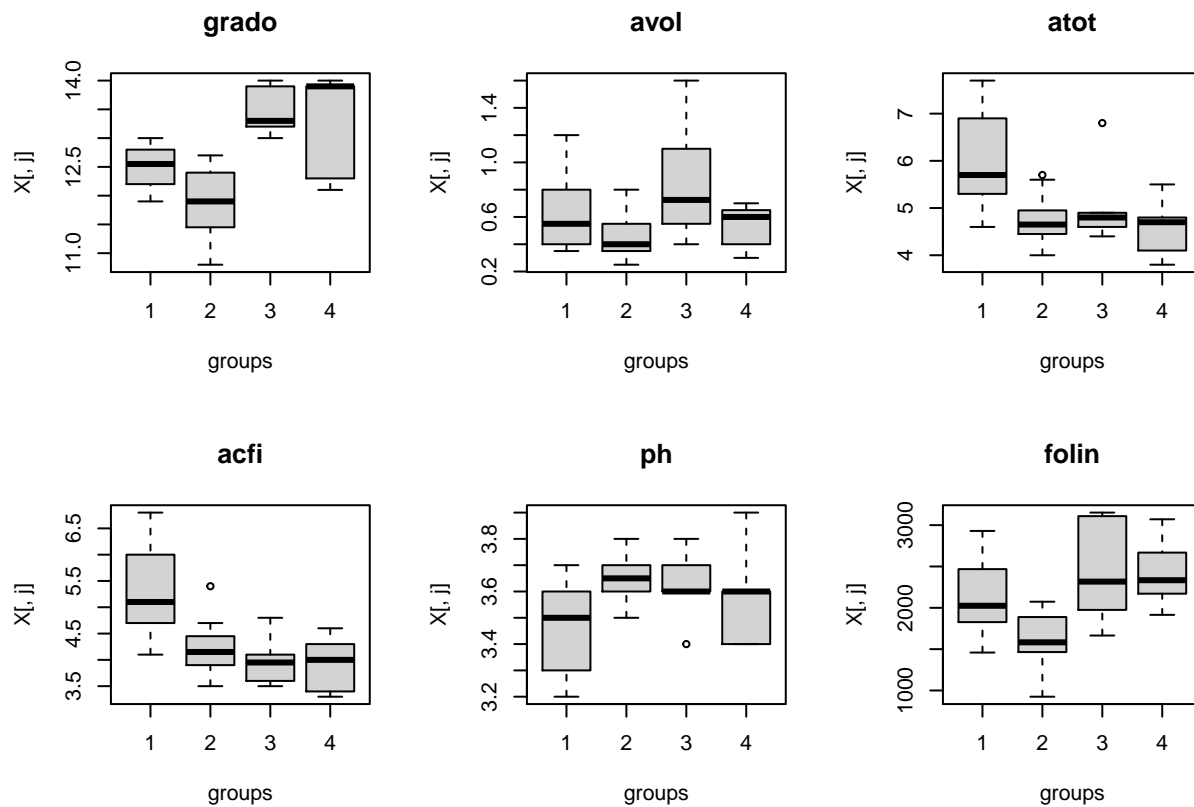 grado
X[, j]
11.0
12.5
14.0
1
2
3
4
groups
avol
X[, j]
0.2
0.6
1.0
1.4
1
2
3
4
groups
atot
X[, j]
4
5
6
7
1
2
3
4
groups
acfi
X[, j]
3.5
4.5
5.5
6.5
1
2
3
4
groups
ph
X[, j]
3.2
3.4
3.6
3.8
1
2
3
4
groups
folin
X[, j]
1000
2000
3000
1
2
3
4
groups